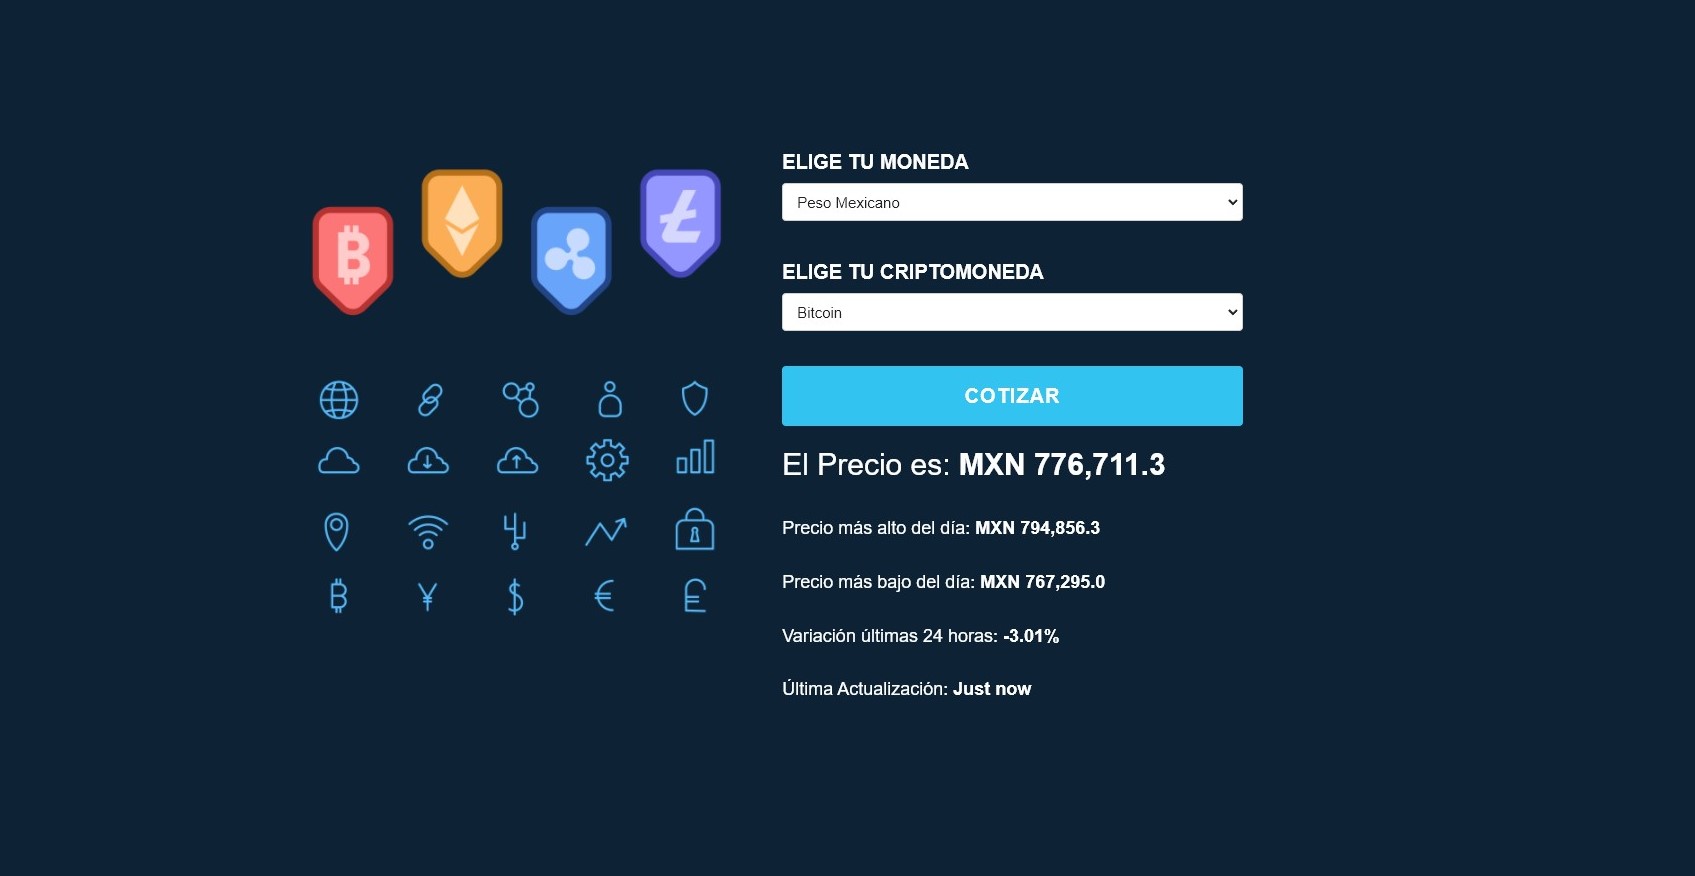 ELIGE TU MONEDA
Peso Mexicano
ELIGE TU CRIPTOMONEDA
Bitcoin
COTIZAR
El Precio es: MXN 776,711.3
Precio más alto del día: MXN 794,856.3
Precio más bajo del día: MXN 767,295.0
Variación últimas 24 horas: -3.01%
Última Actualización: Just now